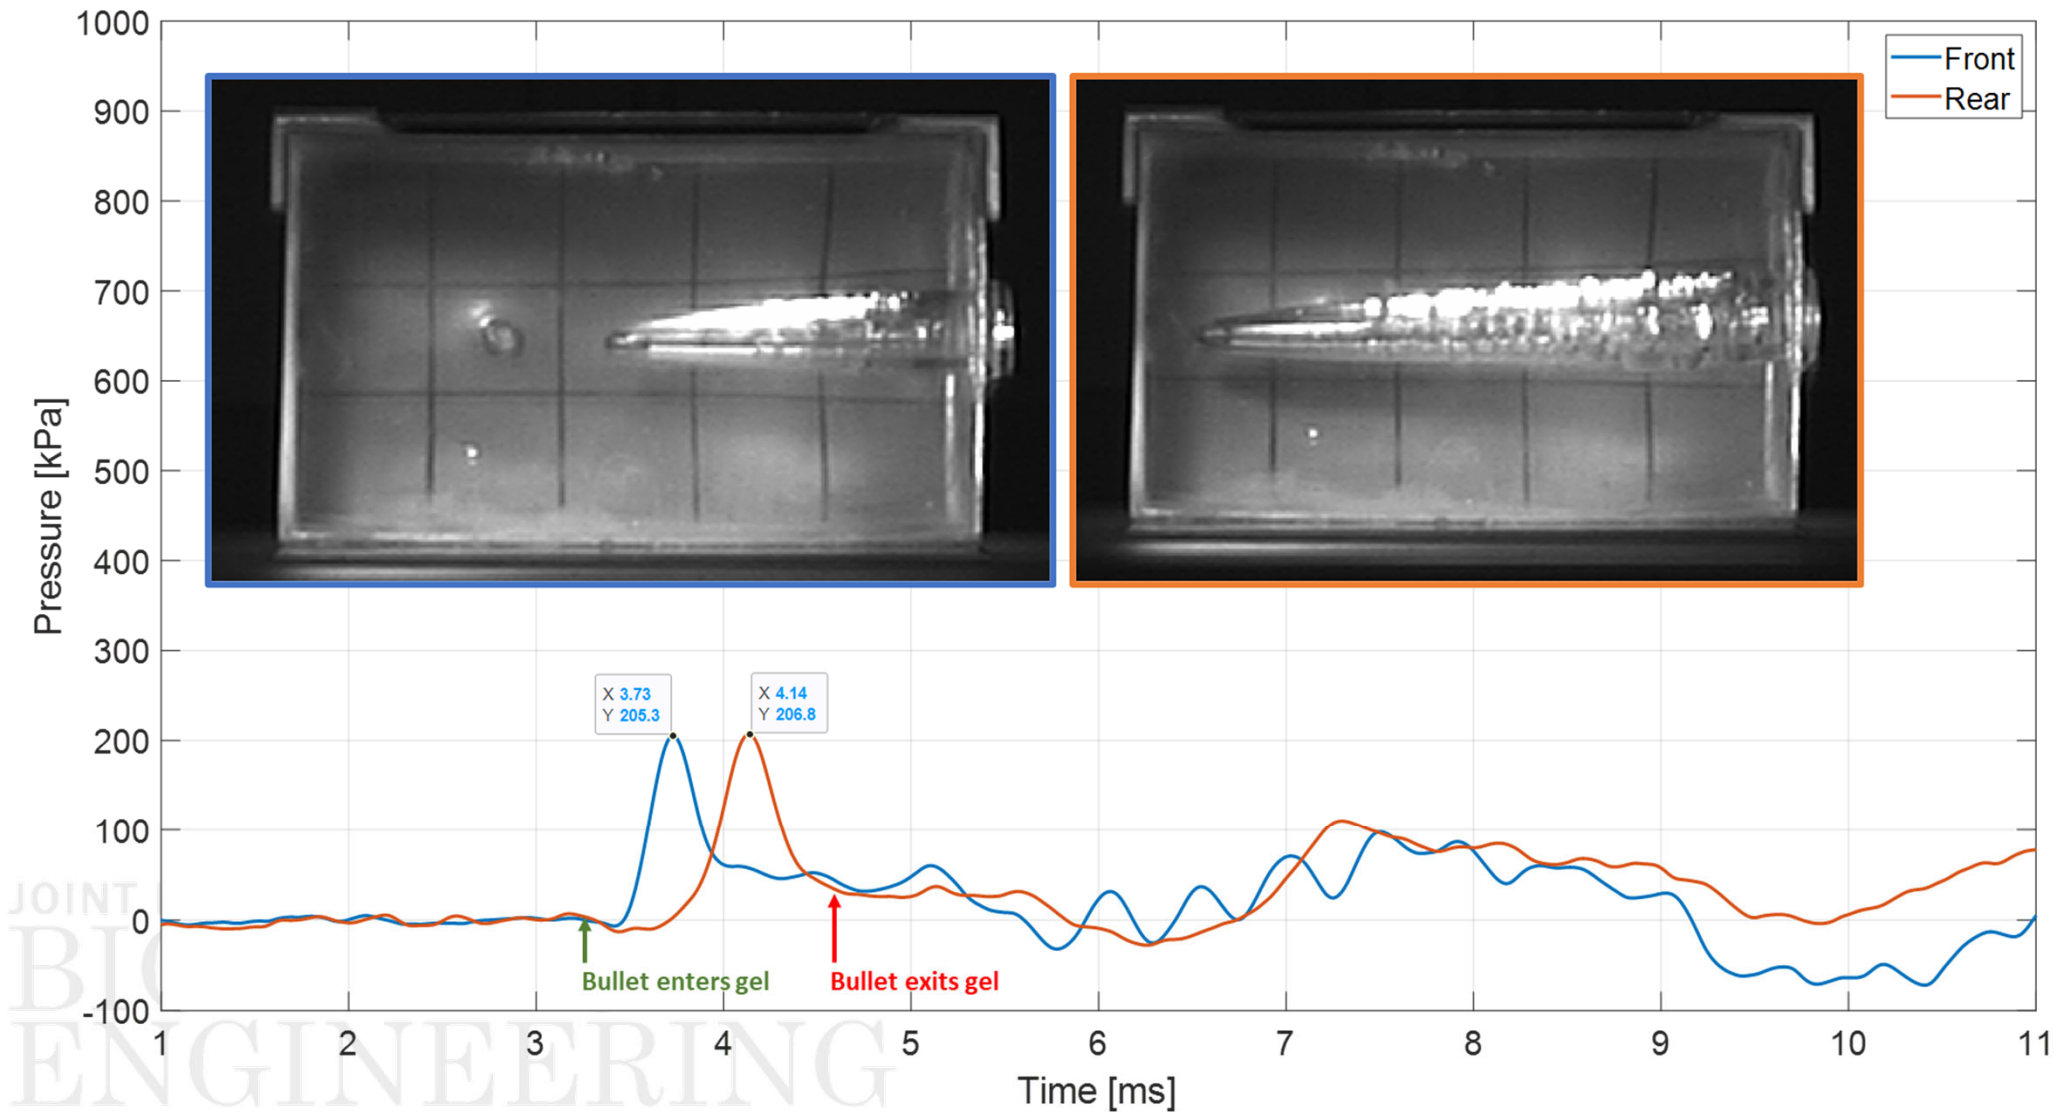 1000
900
800
700
600
500
400
300
200
100
0
-100
Pressure [kPa]
Front
Rear
X 3.73
Y 205.3
X 4.14
Y 206.8
Bullet enters gel
Bullet exits gel
JOINT
BIO
ENGINEERING
1 2 3 4 5 6 7 8 9 10 11
Time [ms]